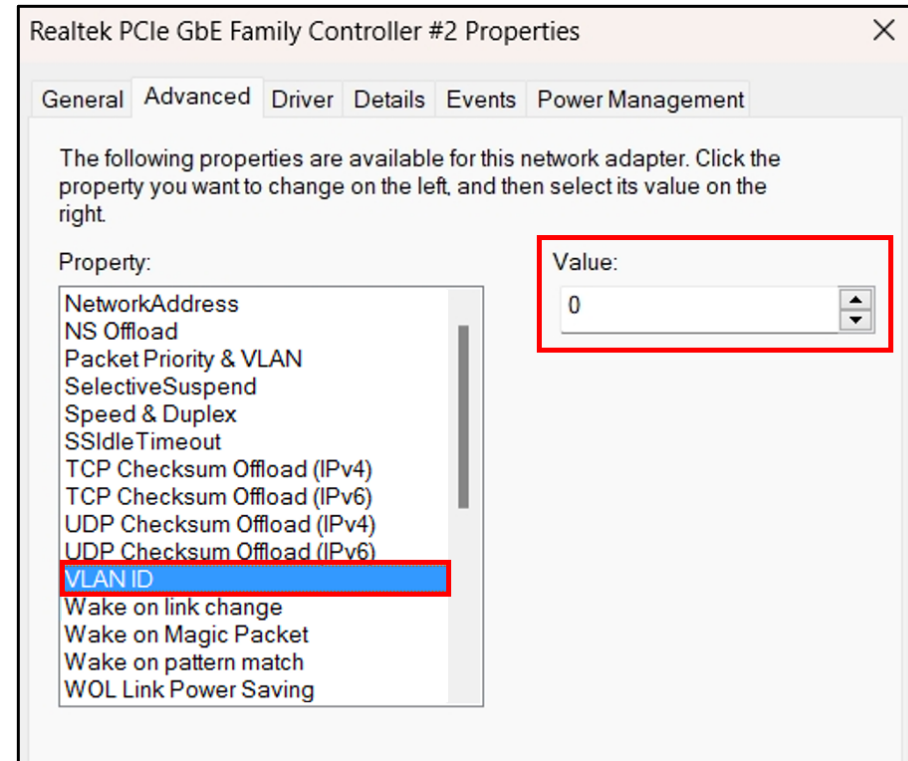 Realtek PCIe GbE Family Controller #2 Properties
General Advanced Driver Details Events Power Management
The following properties are available for this network adapter. Click the
property you want to change on the left, and then select its value on the
right.
Property:
Value:
NetworkAddress
0
NS Offload
Packet Priority & VLAN
SelectiveSuspend
Speed & Duplex
SSIdleTimeout
TCP Checksum Offload (IPv4)
TCP Checksum Offload (IPv6)
UDP Checksum Offload (IPv4)
UDP Checksum Offload (IPv6)
VLAN ID
Wake on link change
Wake on Magic Packet
Wake on pattern match
WOL Link Power Saving